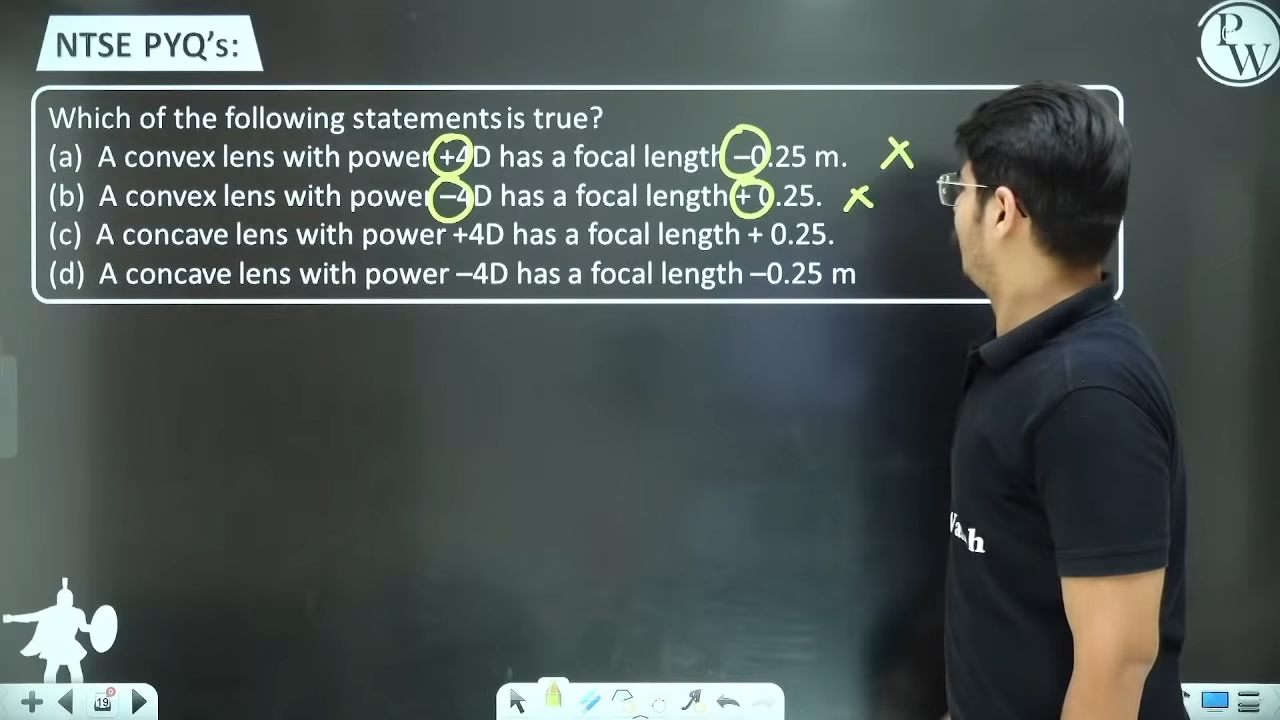 NTSE PYQ's:
PW
Which of the following statements is true?
(a) A convex lens with power +4D has a focal length –0.25 m. ×
(b) A convex lens with power –4D has a focal length + 0.25. ×
(c) A concave lens with power +4D has a focal length + 0.25.
(d) A concave lens with power –4D has a focal length –0.25 m
19